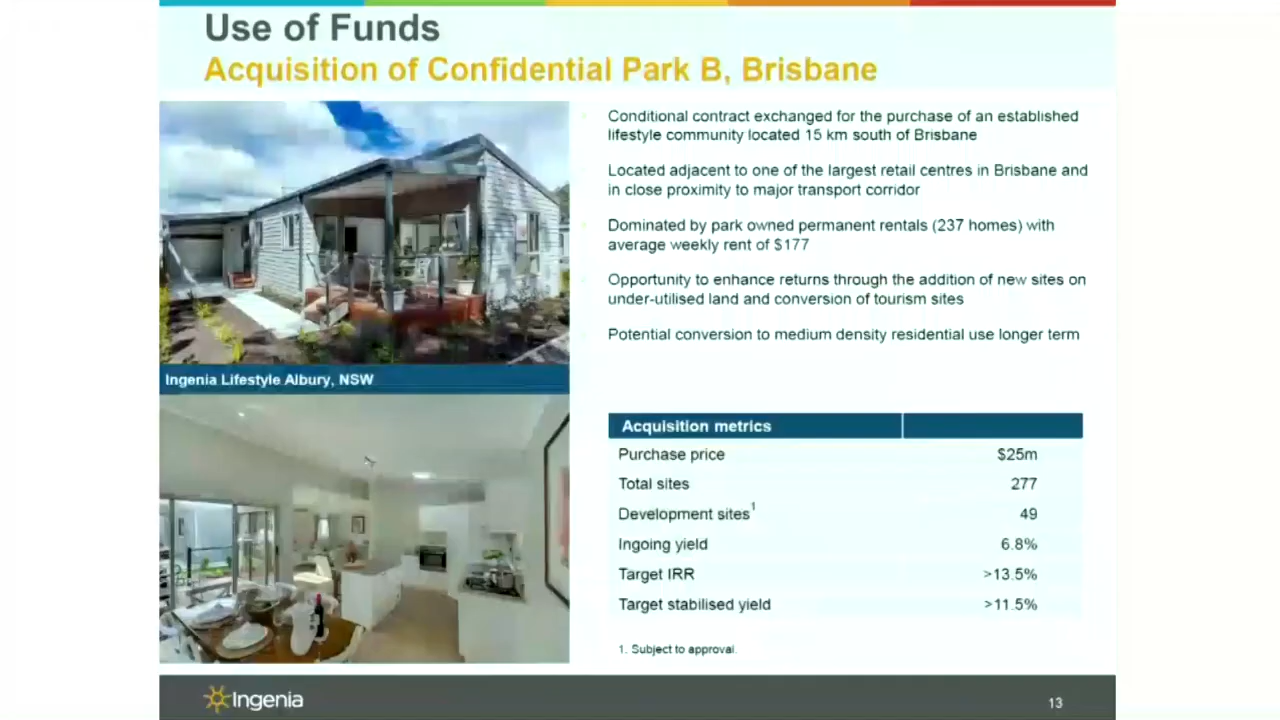 Use of Funds
Acquisition of Confidential Park B, Brisbane
Conditional contract exchanged for the purchase of an established
lifestyle community located 15 km south of Brisbane
Located adjacent to one of the largest retail centres in Brisbane and
in close proximity to major transport corridor
Dominated by park owned permanent rentals (237 homes) with
average weekly rent of $177
Opportunity to enhance returns through the addition of new sites on
under-utilised land and conversion of tourism sites
Potential conversion to medium density residential use longer term
Ingenia Lifestyle Albury, NSW
Acquisition metrics
Purchase price $25m
Total sites 277
Development sites1 49
Ingoing yield 6.8%
Target IRR >13.5%
Target stabilised yield >11.5%
1. Subject to approval.
Ingenia
13